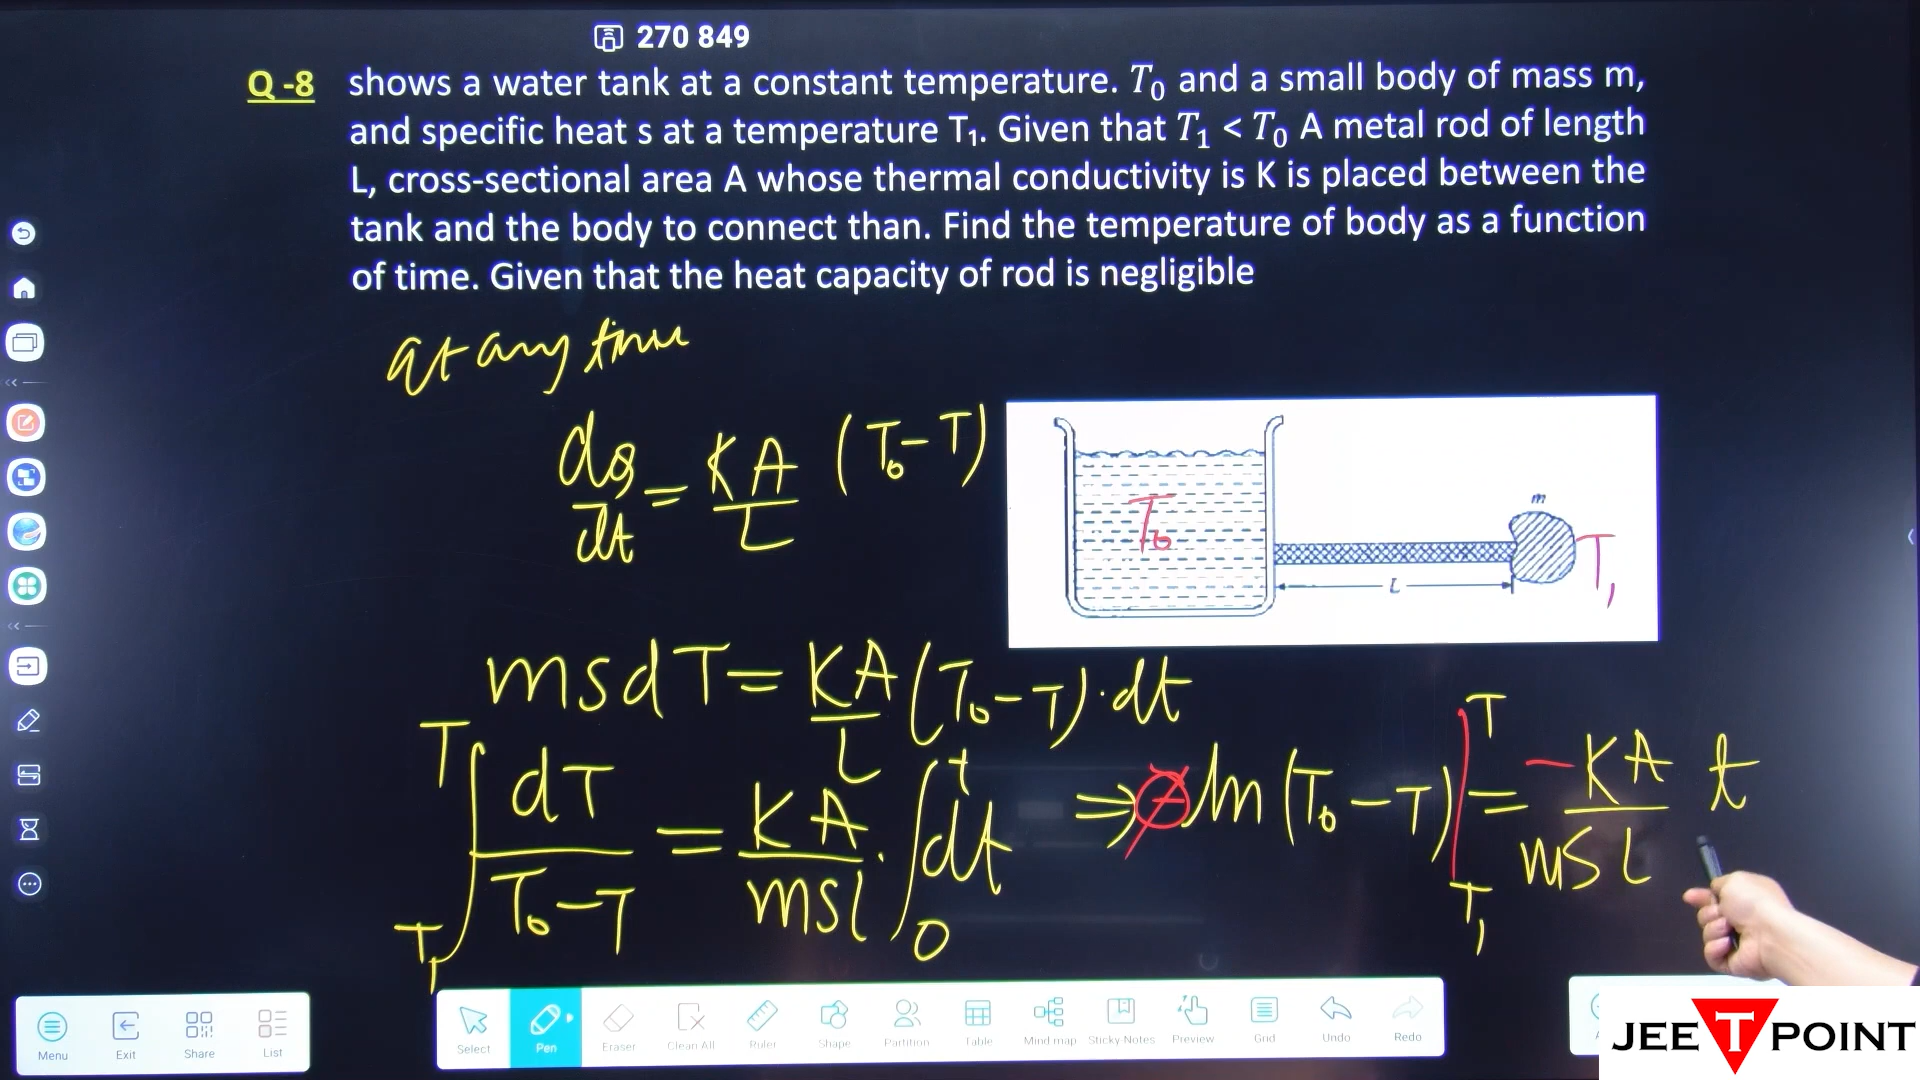 270 849
Q -8 shows a water tank at a constant temperature. T₀ and a small body of mass m,
and specific heat s at a temperature T₁. Given that T₁ < T₀ A metal rod of length
L, cross-sectional area A whose thermal conductivity is K is placed between the
tank and the body to connect than. Find the temperature of body as a function
of time. Given that the heat capacity of rod is negligible
at any time
dQ/dt = KA/L (T₀-T)
m
T₀
T₁
L
msdT = KA/L (T₀-T)·dt
∫_{T₁}^{T} dT/(T₀-T) = KA/msl · ∫_{0}^{t} dt ⇒ ln(T₀-T)|_{T₁}^{T} = -KA/msl t
Menu Exit Share List
Select Pen Eraser Clean All Ruler Shape Partition Table Mind map Sticky Notes Preview Grid Undo Redo
JEE T POINT